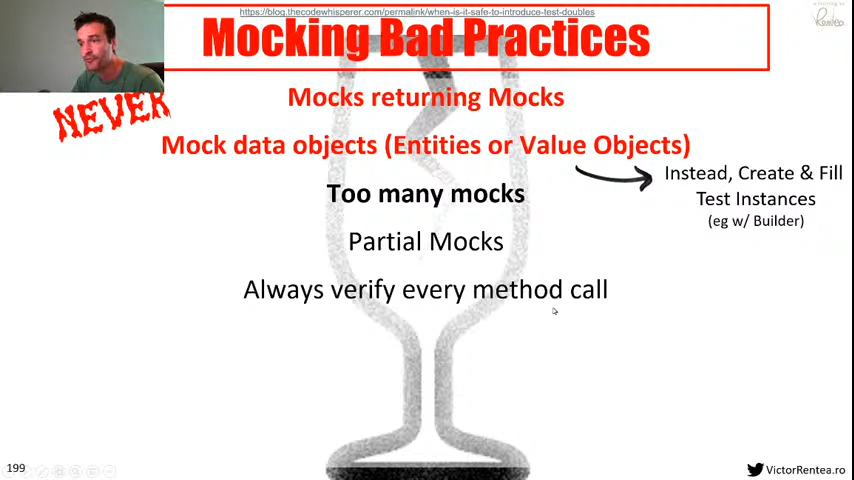 https://blog.thecodewhisperer.com/permalink/when-is-it-safe-to-introduce-test-doubles
Mocking Bad Practices
NEVER
Mocks returning Mocks
Mock data objects (Entities or Value Objects)
Instead, Create & Fill
Test Instances
(eg w/ Builder)
Too many mocks
Partial Mocks
Always verify every method call
199
VictorRentea.ro